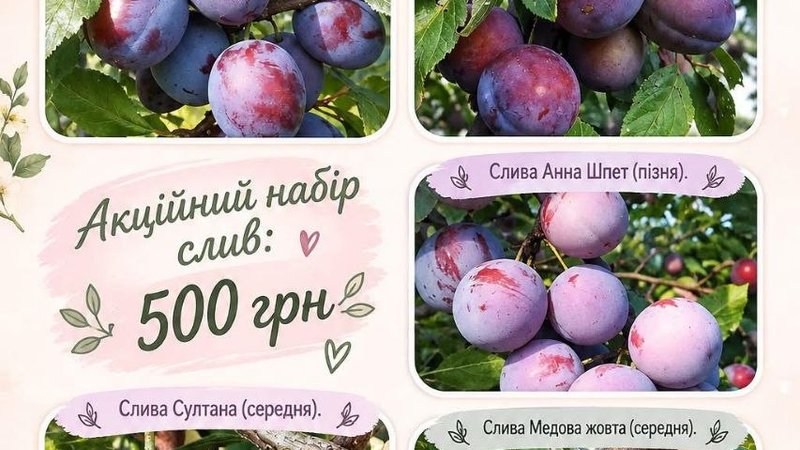 Слива Анна Шпет (пізня).
Акційний набір
слив:
500 грн
Слива Султана (середня).
Слива Медова жовта (середня).